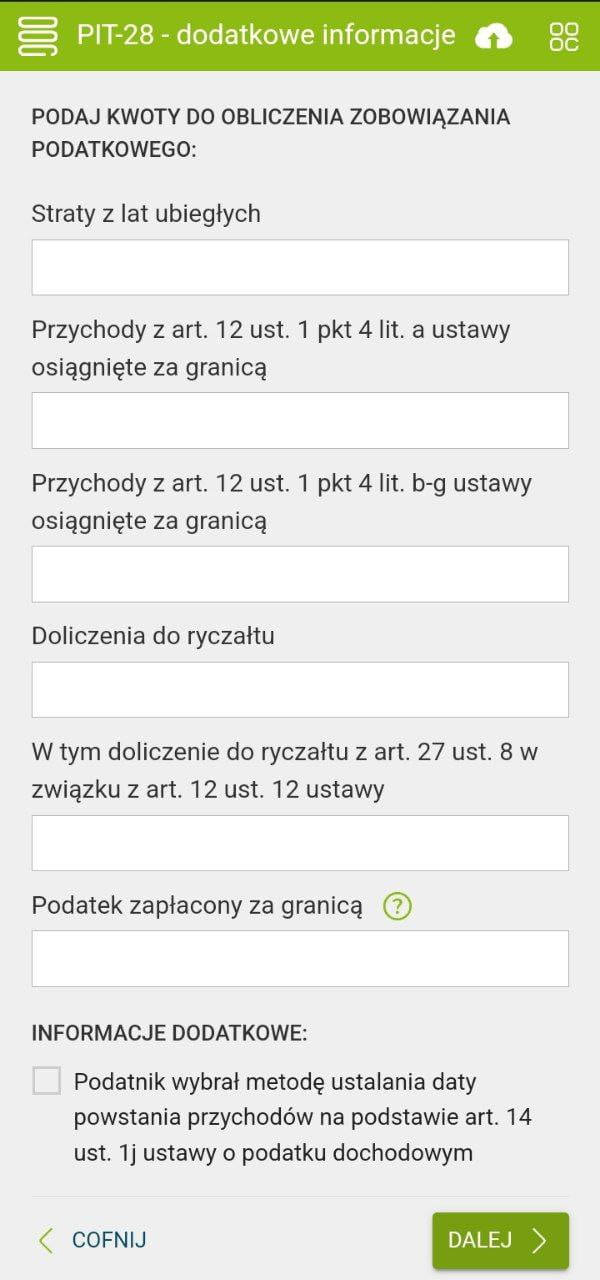 PIT-28 - dodatkowe informacje
PODAJ KWOTY DO OBLICZENIA ZOBOWIĄZANIA
PODATKOWEGO:
Straty z lat ubiegłych
Przychody z art. 12 ust. 1 pkt 4 lit. a ustawy
osiągnięte za granicą
Przychody z art. 12 ust. 1 pkt 4 lit. b-g ustawy
osiągnięte za granicą
Doliczenia do ryczałtu
W tym doliczenie do ryczałtu z art. 27 ust. 8 w
związku z art. 12 ust. 12 ustawy
Podatek zapłacony za granicą ?
INFORMACJE DODATKOWE:
Podatnik wybrał metodę ustalania daty
powstania przychodów na podstawie art. 14
ust. 1j ustawy o podatku dochodowym
COFNIJ
DALEJ